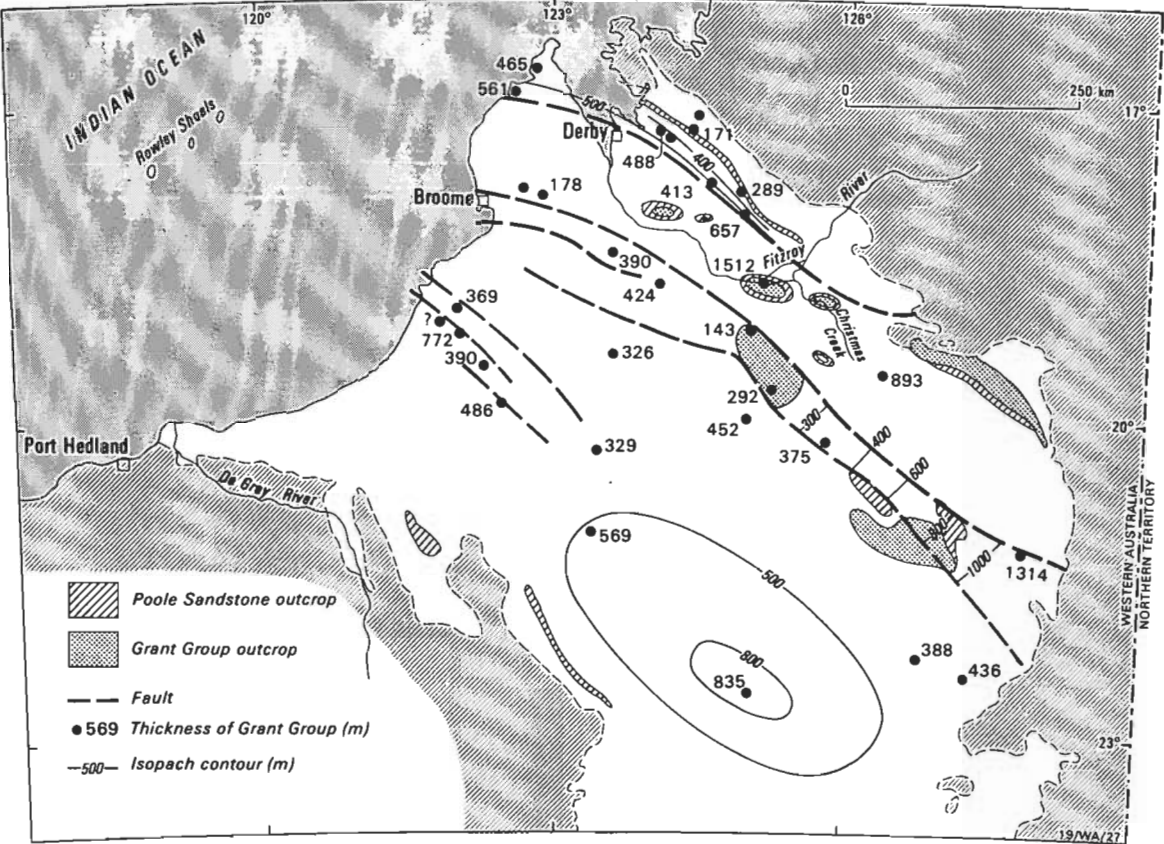 120°
123°
126°
INDIAN OCEAN
Rowley Shoals
465
561
500
0
250 km
17°
Derby
171
488
400
413
289
River
Broome
178
657
Fitzroy
390
1512
424
369
?
772
143
Christmas
Creek
326
390
893
292
486
300
452
20°
Port Hedland
329
375
400
600
De Grey River
569
500
800
1000
1314
WESTERN AUSTRALIA
NORTHERN TERRITORY
Poole Sandstone outcrop
Grant Group outcrop
800
388
436
835
Fault
569 Thickness of Grant Group (m)
23°
500 Isopach contour (m)
19/WA/27